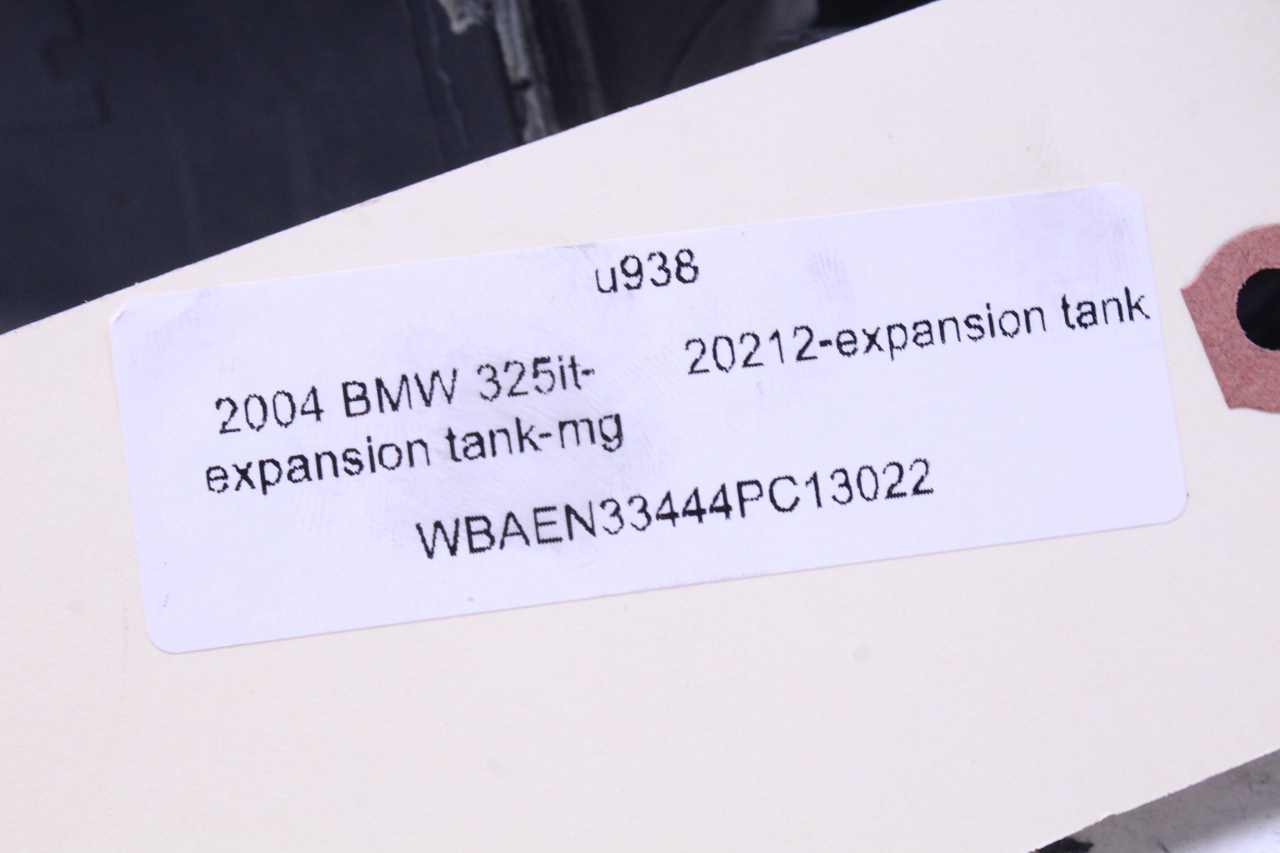 u938
20212-expansion tank
2004 BMW 325it-
expansion tank-mg
WBAEN33444PC13022